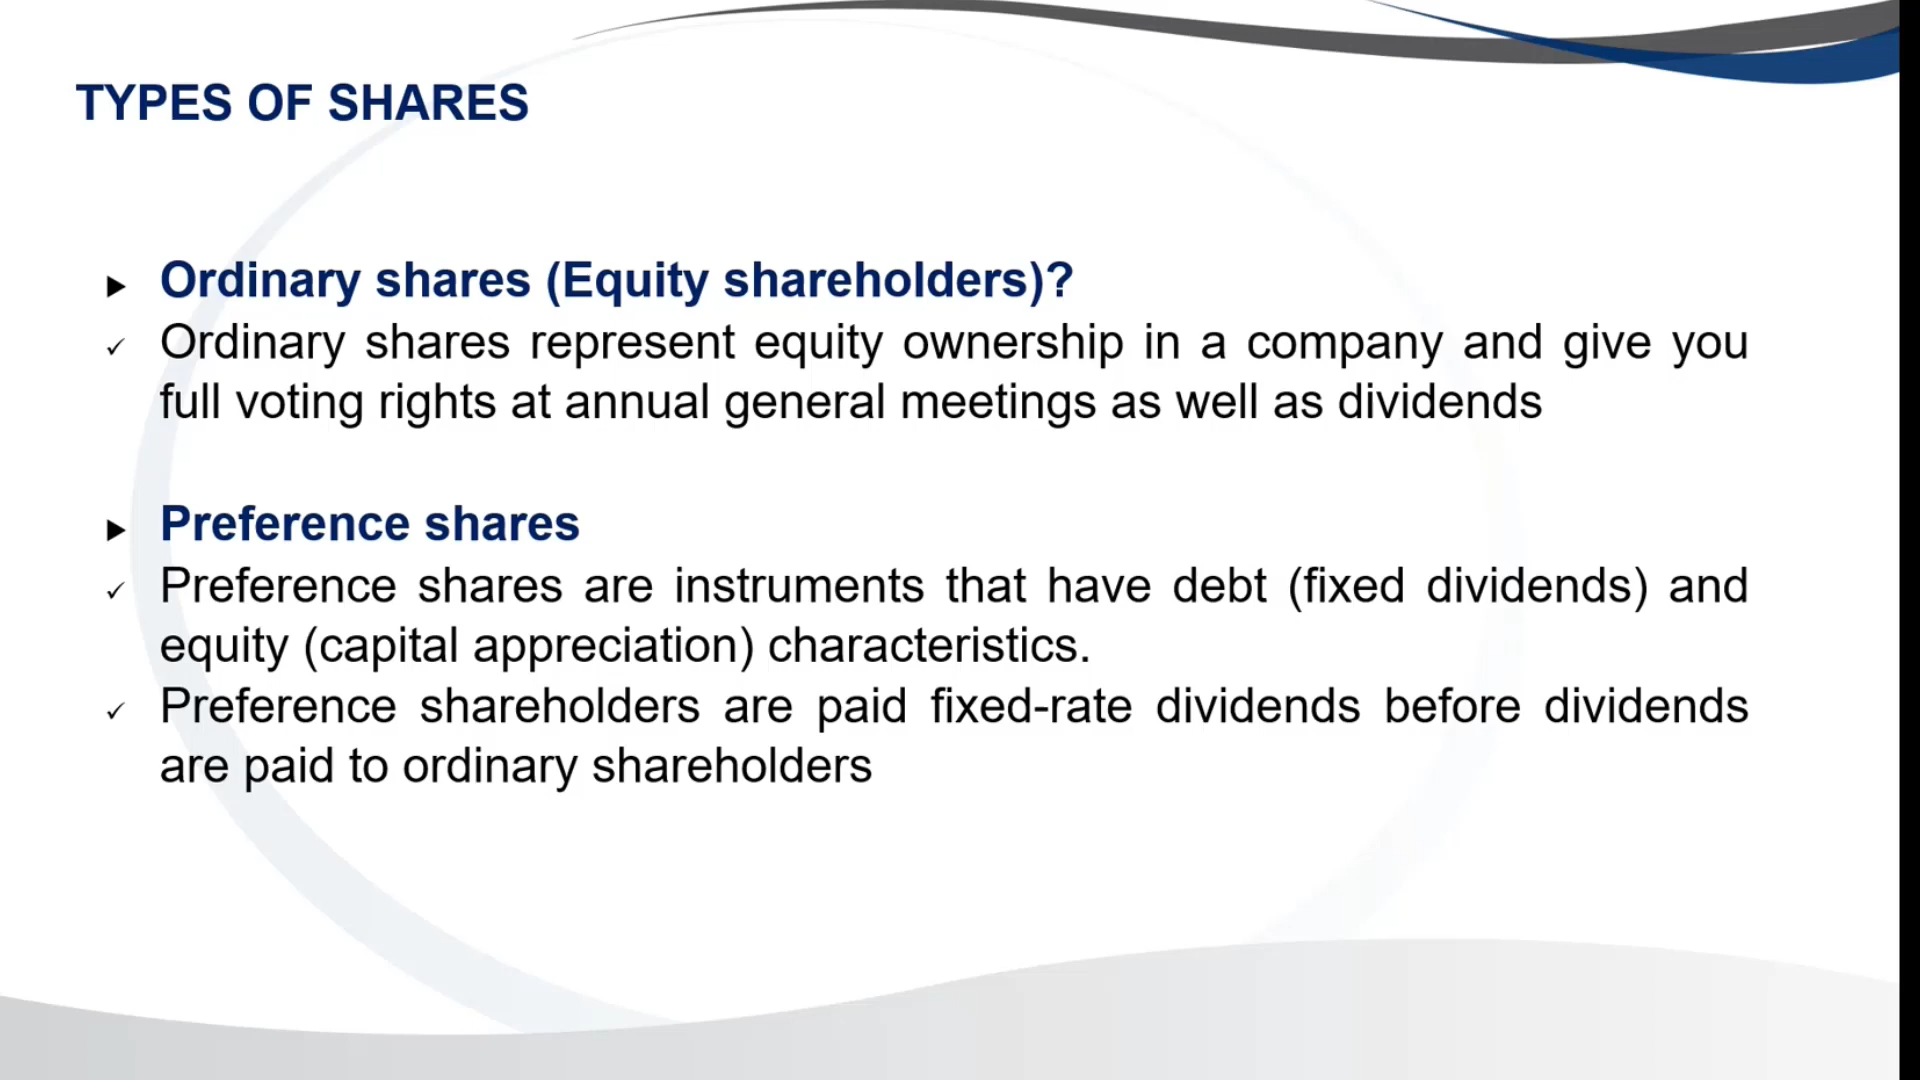 TYPES OF SHARES
▶ Ordinary shares (Equity shareholders)?
✓ Ordinary shares represent equity ownership in a company and give you
full voting rights at annual general meetings as well as dividends
▶ Preference shares
✓ Preference shares are instruments that have debt (fixed dividends) and
equity (capital appreciation) characteristics.
✓ Preference shareholders are paid fixed-rate dividends before dividends
are paid to ordinary shareholders